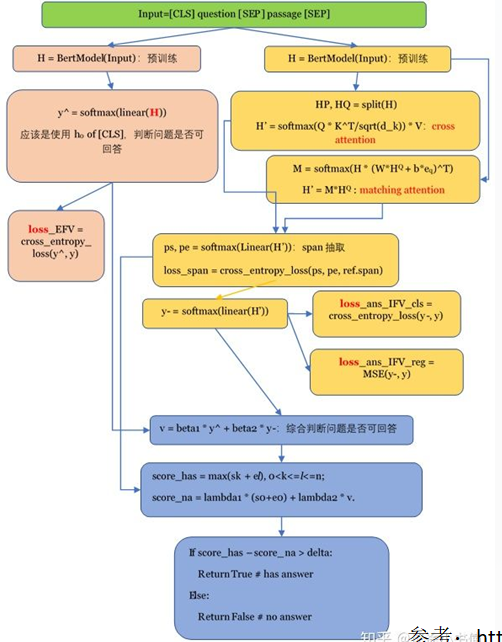 Input=[CLS] question [SEP] passage [SEP]
H = BertModel(Input)：预训练
H = BertModel(Input)：预训练
y^ = softmax(linear(H))
应该是使用 h0 of [CLS]，判断问题是否可
回答
HP, HQ = split(H)
H' = softmax(Q * K^T/sqrt(d_k)) * V：cross
attention
M = softmax(H * (W*HQ + b*eq)^T)
H' = M*HQ : matching attention
loss_EFV =
cross_entropy_
loss(y^, y)
ps, pe = softmax(Linear(H'))：span 抽取
loss_span = cross_entropy_loss(ps, pe, ref.span)
y- = softmax(linear(H'))
loss_ans_IFV_cls =
cross_entropy_loss(y-, y)
loss_ans_IFV_reg =
MSE(y-, y)
v = beta1 * y^ + beta2 * y-：综合判断问题是否可回答
score_has = max(sk + el), 0<k<=l<=n;
score_na = lambda1 * (s0+e0) + lambda2 * v.
If score_has – score_na > delta:
Return True # has answer
Else:
Return False # no answer
知乎
参考：htt